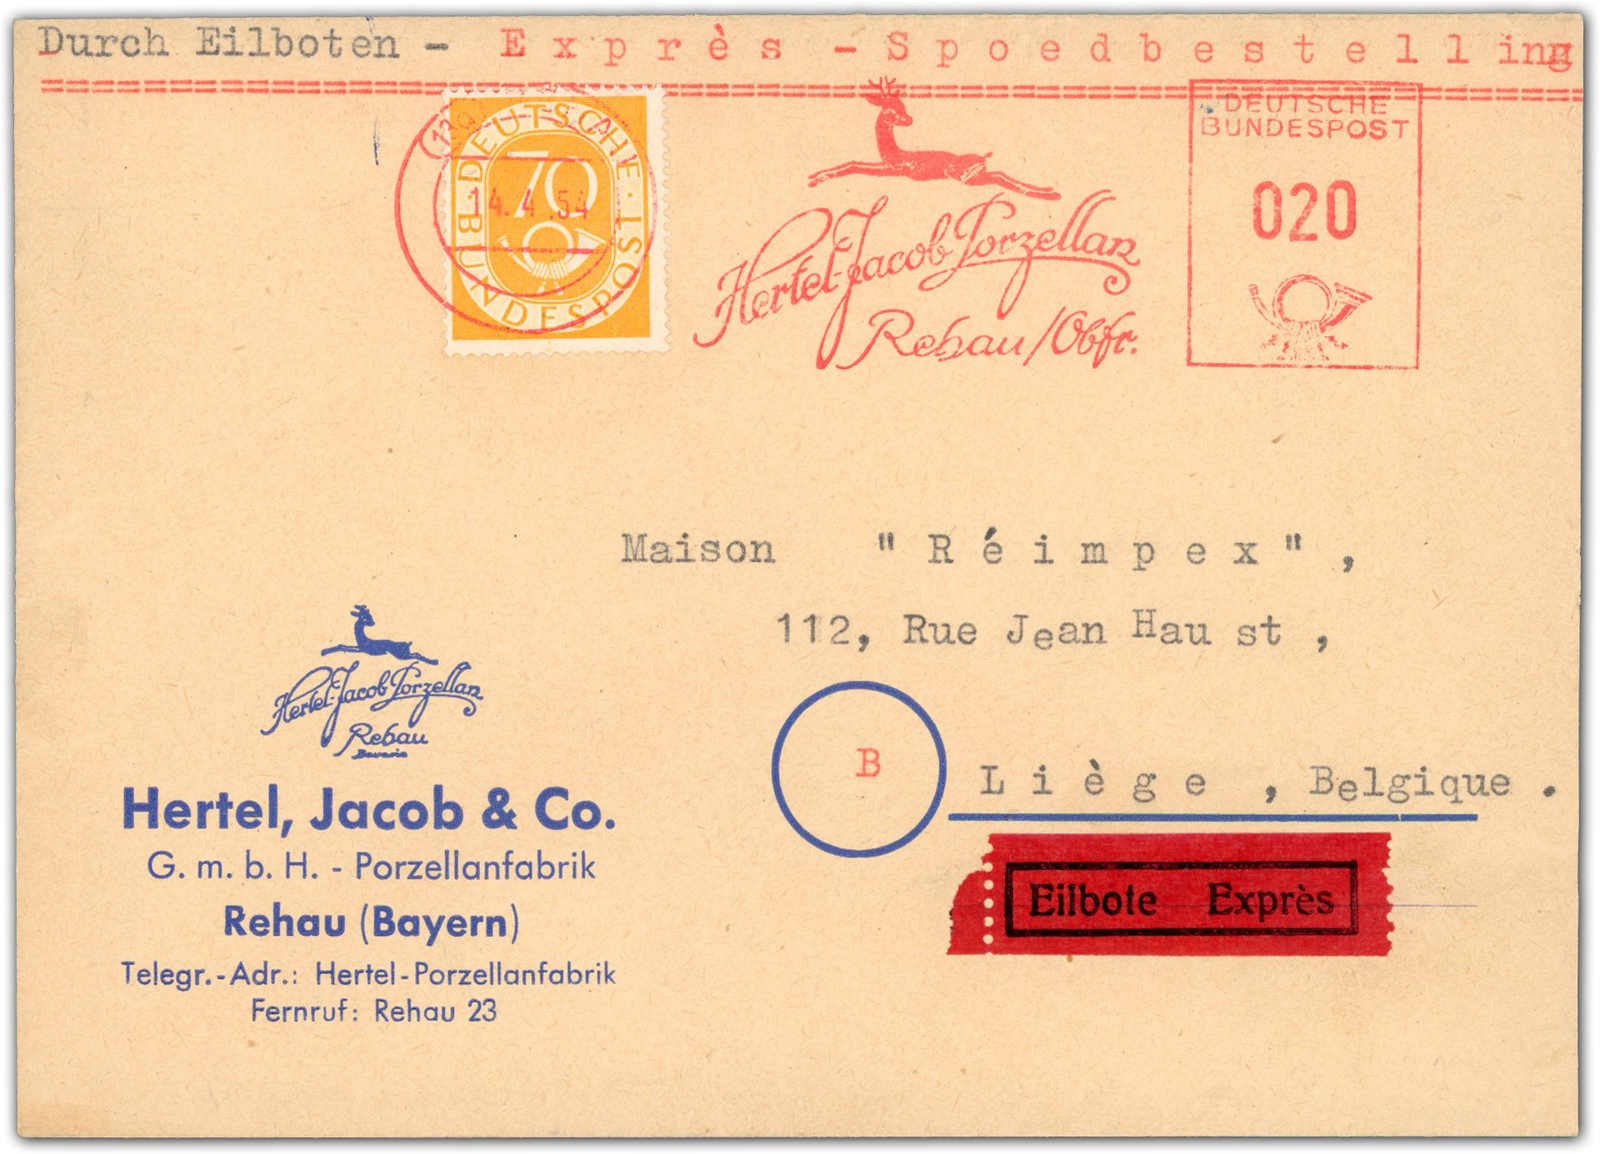 Durch Eilboten - Exprès - Spoedbestelling
DEUTSCHE BUNDESPOST
70
14.4.54
Hertel-Jacob Porzellan
Rehau/Obfr.
DEUTSCHE
BUNDESPOST
020
Maison "Réimpex",
112, Rue Jean Haust,
B
Liège, Belgique.
Eilbote Exprès
Hertel-Jacob Porzellan
Rehau
Bavaria
Hertel, Jacob & Co.
G. m. b. H. - Porzellanfabrik
Rehau (Bayern)
Telegr.-Adr.: Hertel-Porzellanfabrik
Fernruf: Rehau 23